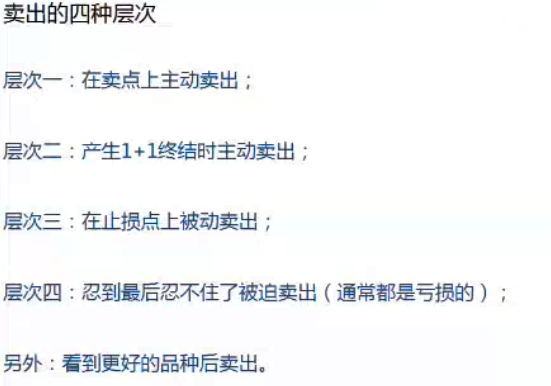 卖出的四种层次
层次一：在卖点上主动卖出；
层次二：产生1+1终结时主动卖出；
层次三：在止损点上被动卖出；
层次四：忍到最后忍不住了被迫卖出（通常都是亏损的）；
另外：看到更好的品种后卖出。